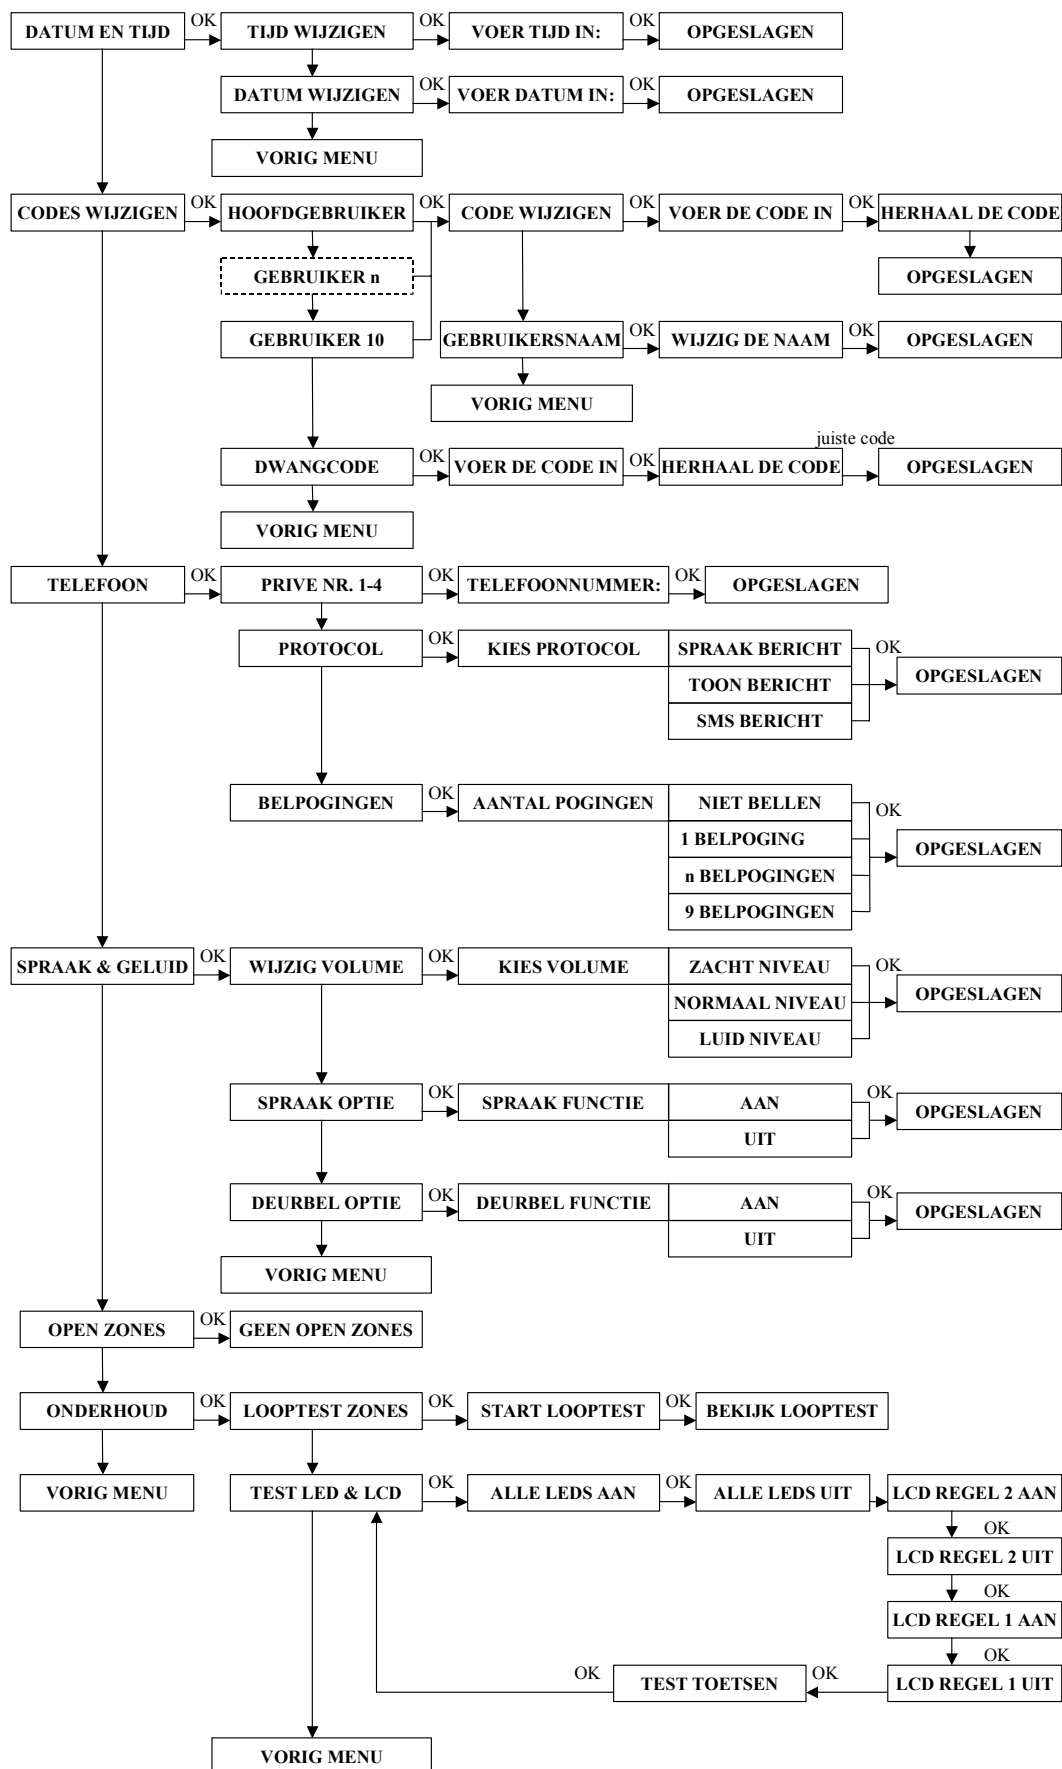 DATUM EN TIJD OK TIJD WIJZIGEN OK VOER TIJD IN: OK OPGESLAGEN
DATUM WIJZIGEN OK VOER DATUM IN: OK OPGESLAGEN
VORIG MENU
CODES WIJZIGEN OK HOOFDGEBRUIKER OK CODE WIJZIGEN OK VOER DE CODE IN OK HERHAAL DE CODE
GEBRUIKER n OPGESLAGEN
GEBRUIKER 10 GEBRUIKERSNAAM OK WIJZIG DE NAAM OK OPGESLAGEN
VORIG MENU
juiste code
DWANGCODE OK VOER DE CODE IN OK HERHAAL DE CODE OPGESLAGEN
VORIG MENU
TELEFOON OK PRIVE NR. 1-4 OK TELEFOONNUMMER: OK OPGESLAGEN
PROTOCOL OK KIES PROTOCOL SPRAAK BERICHT OK
TOON BERICHT OPGESLAGEN
SMS BERICHT
BELPOGINGEN OK AANTAL POGINGEN NIET BELLEN OK
1 BELPOGING OPGESLAGEN
n BELPOGINGEN
9 BELPOGINGEN
SPRAAK & GELUID OK WIJZIG VOLUME OK KIES VOLUME ZACHT NIVEAU OK
NORMAAL NIVEAU OPGESLAGEN
LUID NIVEAU
SPRAAK OPTIE OK SPRAAK FUNCTIE AAN OK OPGESLAGEN
UIT
DEURBEL OPTIE OK DEURBEL FUNCTIE AAN OK OPGESLAGEN
UIT
VORIG MENU
OPEN ZONES OK GEEN OPEN ZONES
ONDERHOUD OK LOOPTEST ZONES OK START LOOPTEST OK BEKIJK LOOPTEST
VORIG MENU TEST LED & LCD OK ALLE LEDS AAN OK ALLE LEDS UIT LCD REGEL 2 AAN
OK
LCD REGEL 2 UIT
OK
LCD REGEL 1 AAN
OK
OK TEST TOETSEN OK LCD REGEL 1 UIT
VORIG MENU